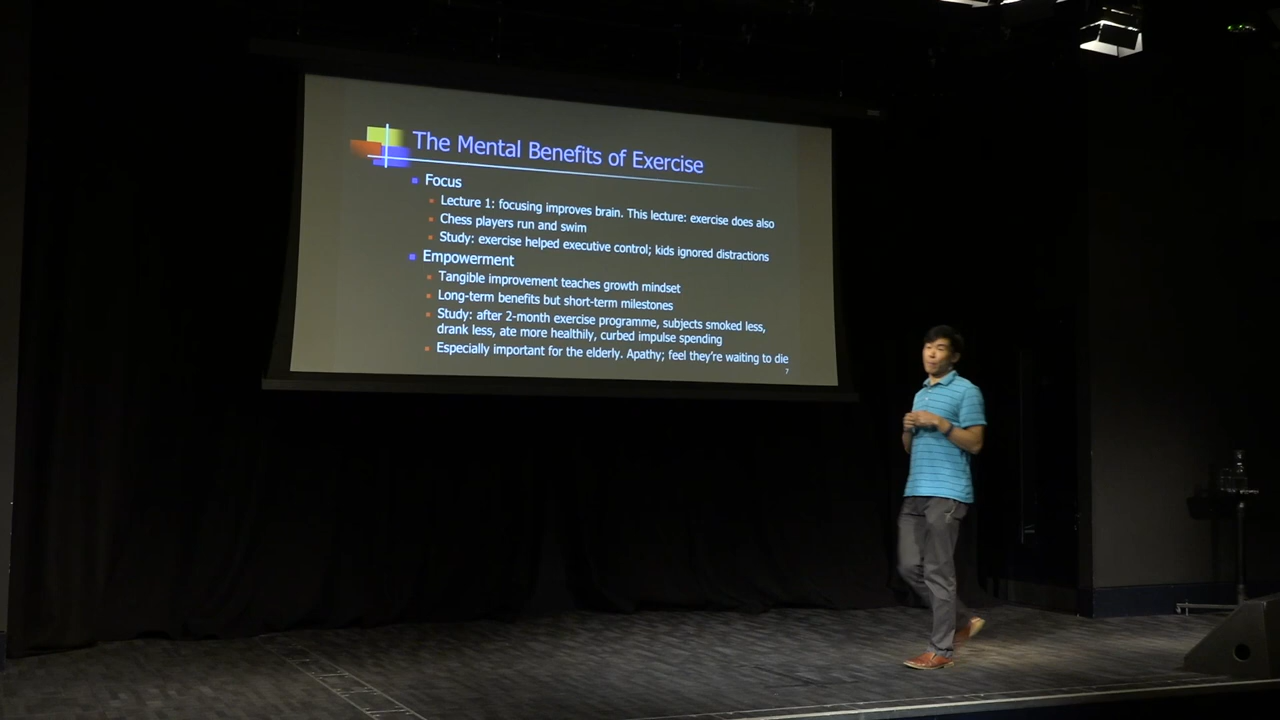 The Mental Benefits of Exercise
Focus
Lecture 1: focusing improves brain. This lecture: exercise does also
Chess players run and swim
Study: exercise helped executive control; kids ignored distractions
Empowerment
Tangible improvement teaches growth mindset
Long-term benefits but short-term milestones
Study: after 2-month exercise programme, subjects smoked less,
drank less, ate more healthily, curbed impulse spending
Especially important for the elderly. Apathy; feel they're waiting to die
7